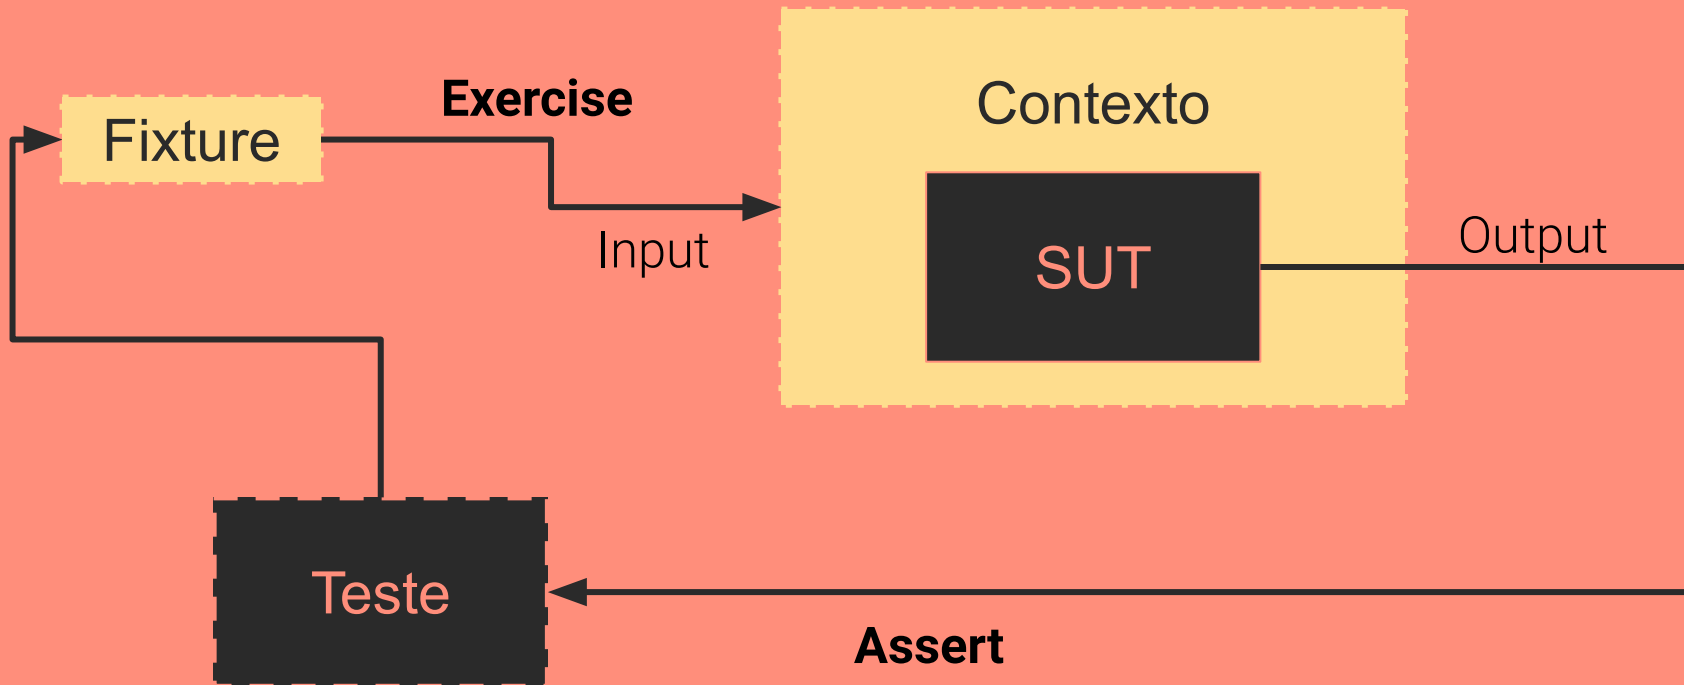 Exercise
Fixture
Contexto
Input
SUT
Output
Teste
Assert